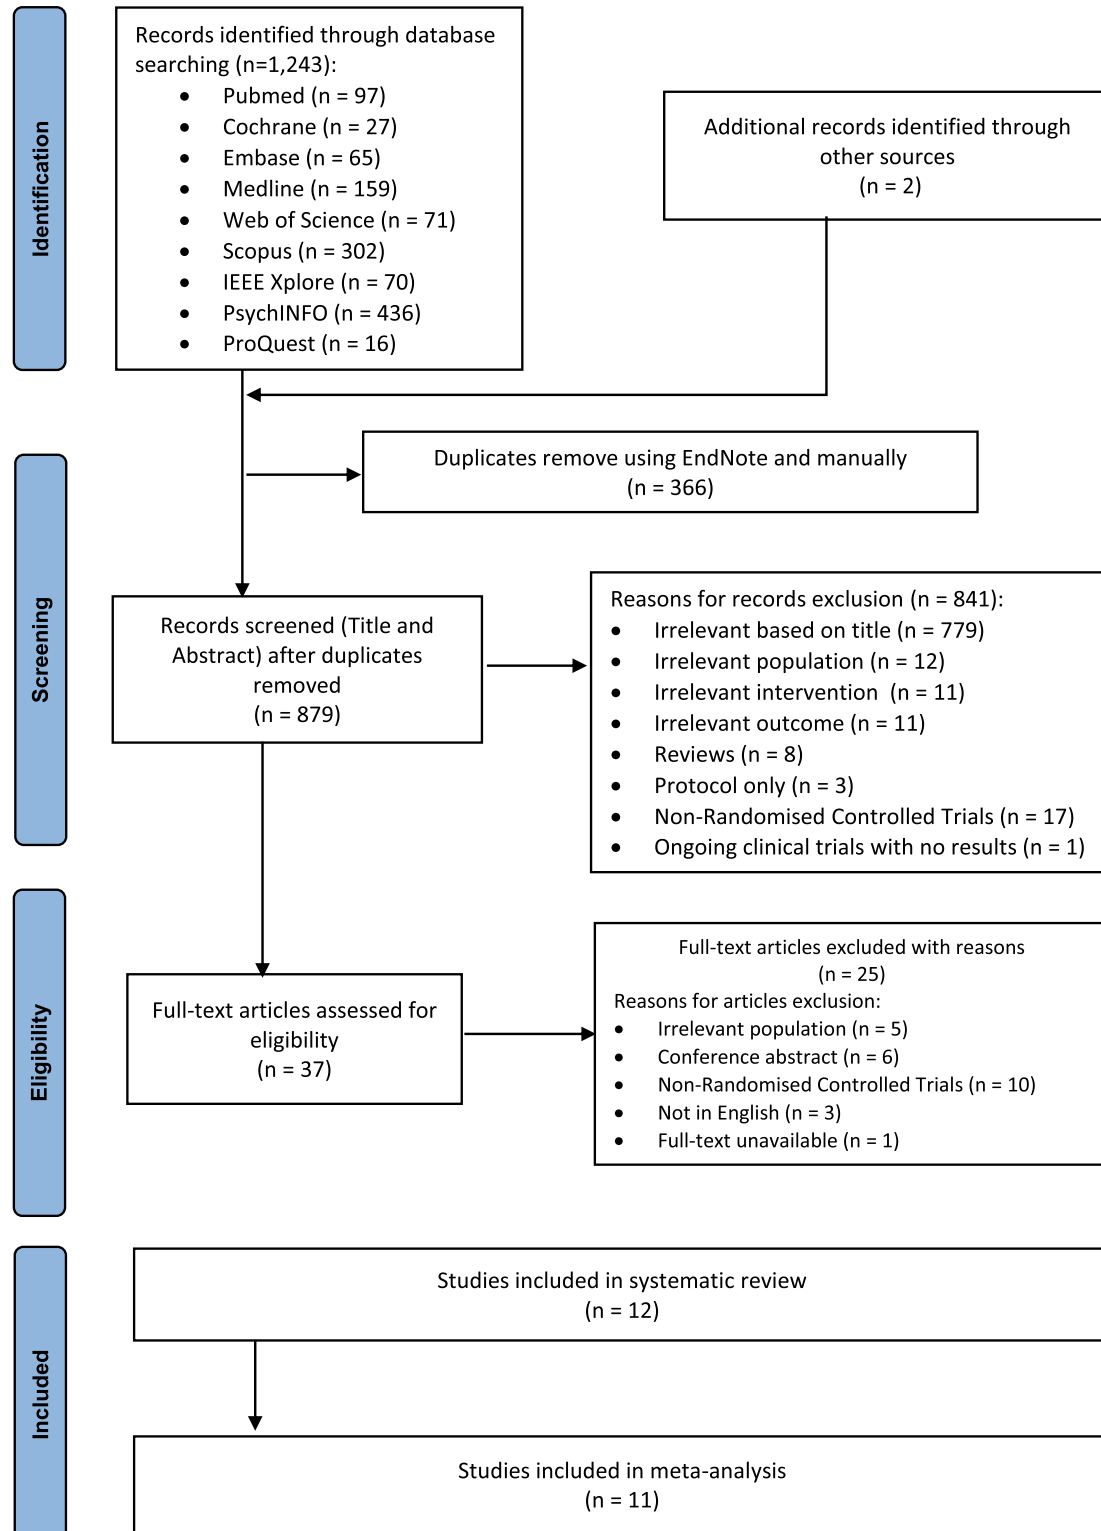 Identification
Records identified through database
searching (n=1,243):
• Pubmed (n = 97)
• Cochrane (n = 27)
• Embase (n = 65)
• Medline (n = 159)
• Web of Science (n = 71)
• Scopus (n = 302)
• IEEE Xplore (n = 70)
• PsychINFO (n = 436)
• ProQuest (n = 16)
Additional records identified through
other sources
(n = 2)
Screening
Duplicates remove using EndNote and manually
(n = 366)
Records screened (Title and
Abstract) after duplicates
removed
(n = 879)
Reasons for records exclusion (n = 841):
• Irrelevant based on title (n = 779)
• Irrelevant population (n = 12)
• Irrelevant intervention  (n = 11)
• Irrelevant outcome (n = 11)
• Reviews (n = 8)
• Protocol only (n = 3)
• Non-Randomised Controlled Trials (n = 17)
• Ongoing clinical trials with no results (n = 1)
Eligibility
Full-text articles assessed for
eligibility
(n = 37)
Full-text articles excluded with reasons
(n = 25)
Reasons for articles exclusion:
• Irrelevant population (n = 5)
• Conference abstract (n = 6)
• Non-Randomised Controlled Trials (n = 10)
• Not in English (n = 3)
• Full-text unavailable (n = 1)
Included
Studies included in systematic review
(n = 12)
Studies included in meta-analysis
(n = 11)